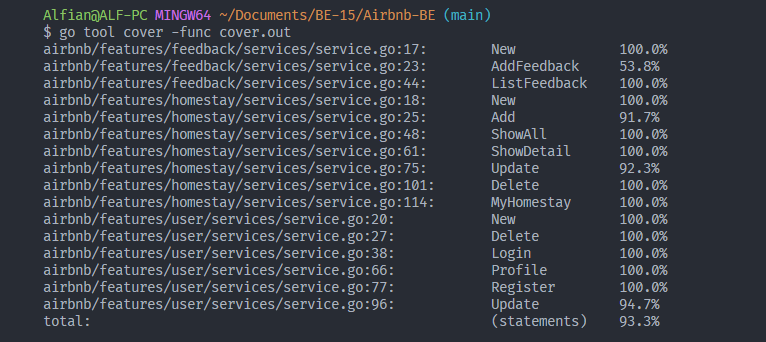 Alfian@ALF-PC MINGW64 ~/Documents/BE-15/Airbnb-BE (main)
$ go tool cover -func cover.out
airbnb/features/feedback/services/service.go:17: New 100.0%
airbnb/features/feedback/services/service.go:23: AddFeedback 53.8%
airbnb/features/feedback/services/service.go:44: ListFeedback 100.0%
airbnb/features/homestay/services/service.go:18: New 100.0%
airbnb/features/homestay/services/service.go:25: Add 91.7%
airbnb/features/homestay/services/service.go:48: ShowAll 100.0%
airbnb/features/homestay/services/service.go:61: ShowDetail 100.0%
airbnb/features/homestay/services/service.go:75: Update 92.3%
airbnb/features/homestay/services/service.go:101: Delete 100.0%
airbnb/features/homestay/services/service.go:114: MyHomestay 100.0%
airbnb/features/user/services/service.go:20: New 100.0%
airbnb/features/user/services/service.go:27: Delete 100.0%
airbnb/features/user/services/service.go:38: Login 100.0%
airbnb/features/user/services/service.go:66: Profile 100.0%
airbnb/features/user/services/service.go:77: Register 100.0%
airbnb/features/user/services/service.go:96: Update 94.7%
total: (statements) 93.3%